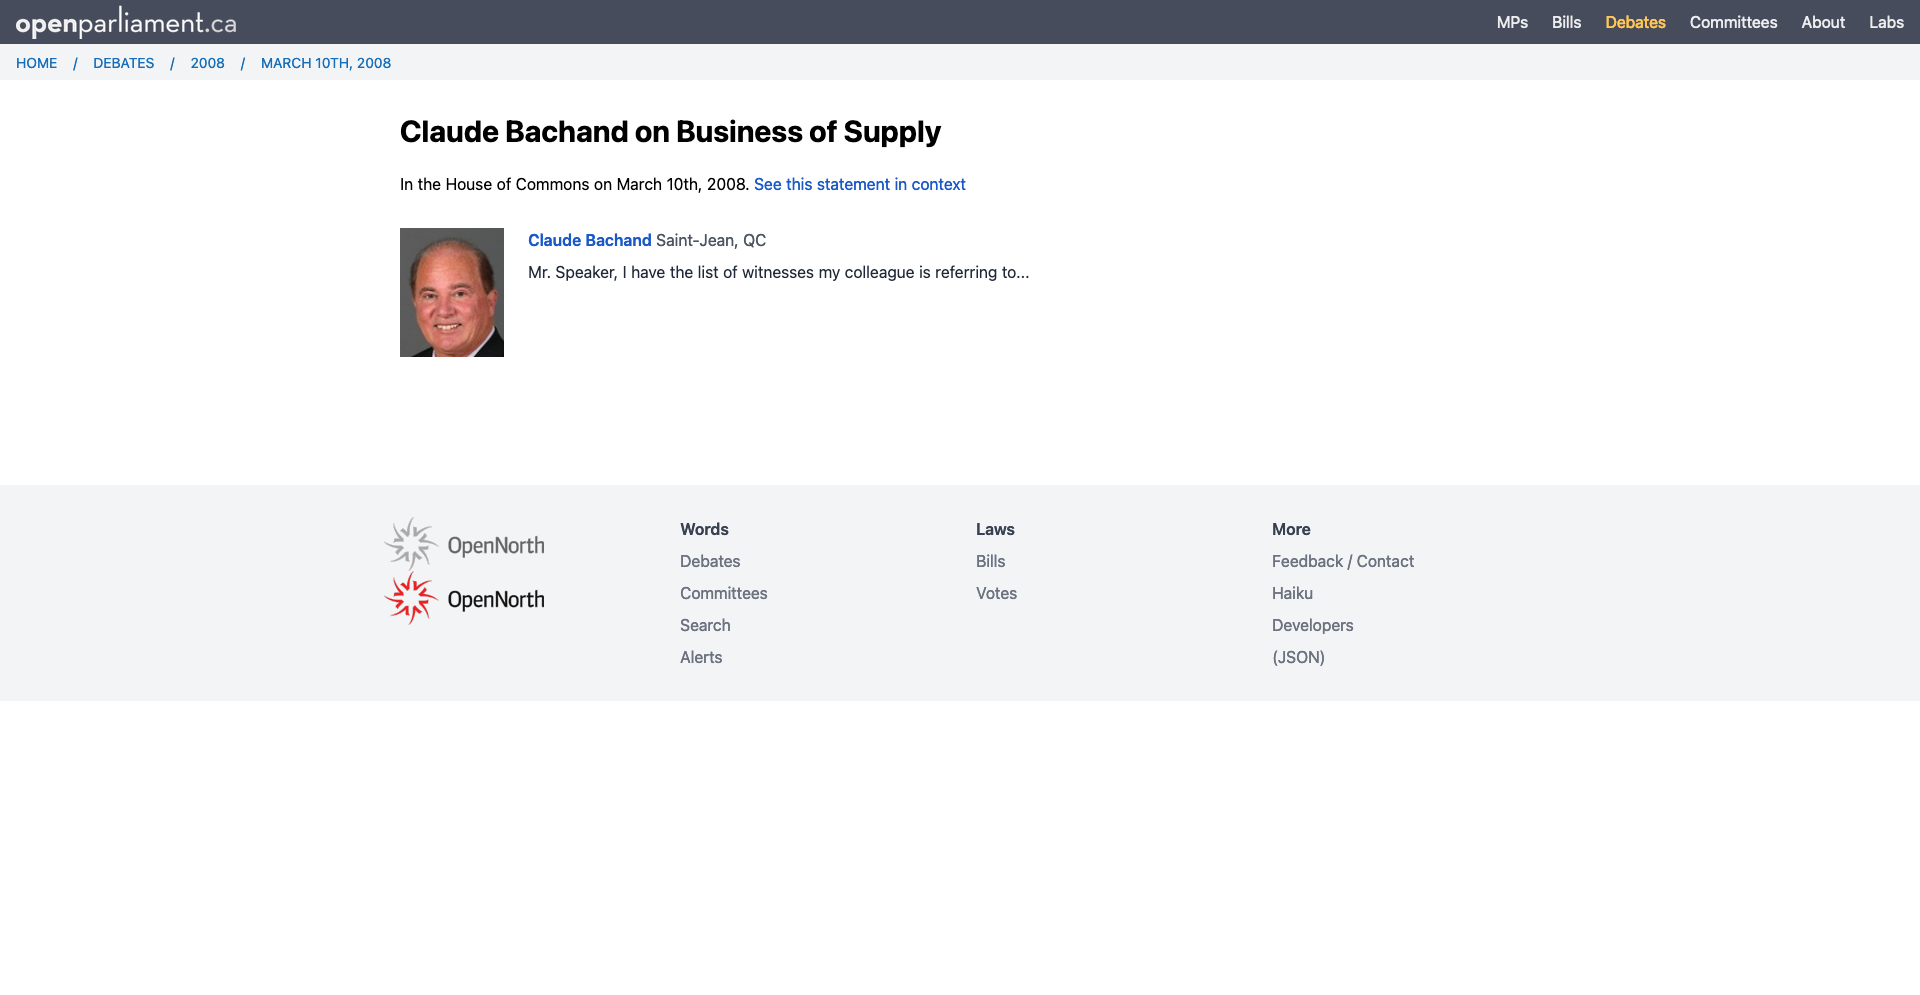 openparliament.ca
MPs Bills Debates Committees About Labs
HOME / DEBATES / 2008 / MARCH 10TH, 2008
Claude Bachand on Business of Supply
In the House of Commons on March 10th, 2008. See this statement in context
Claude Bachand Saint-Jean, QC
Mr. Speaker, I have the list of witnesses my colleague is referring to...
OpenNorth
OpenNorth
Words
Debates
Committees
Search
Alerts
Laws
Bills
Votes
More
Feedback / Contact
Haiku
Developers
(JSON)